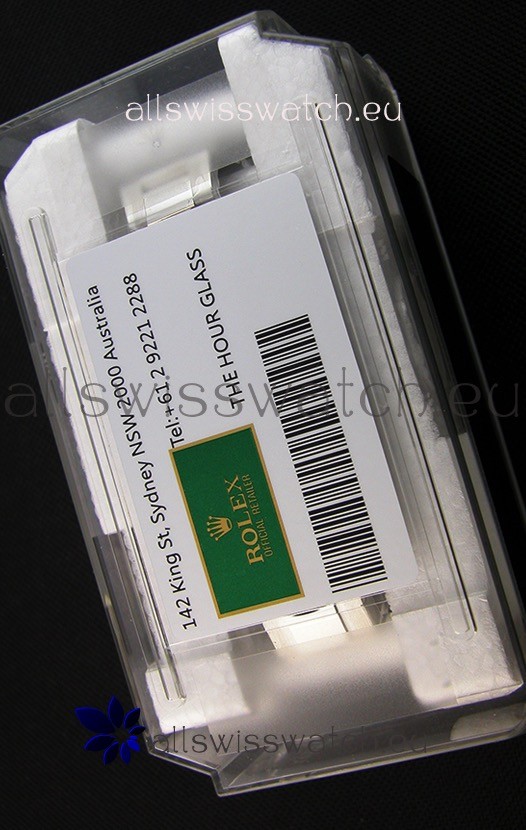 allswisswatch.eu
THE HOUR GLASS
142 King St, Sydney NSW 2000 Australia
Tel:+61 2 9221 2288
ROLEX
OFFICIAL RETAILER
allswisswatch.eu
allswisswatch.eu